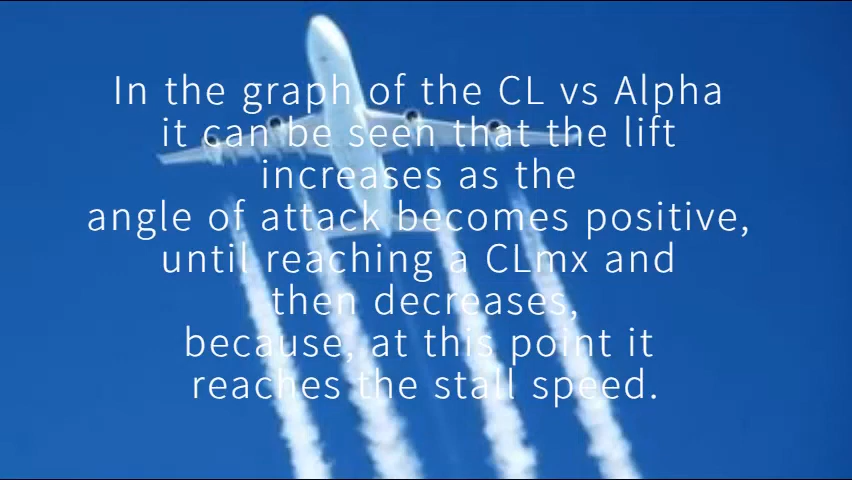 In the graph of the CL vs Alpha
it can be seen that the lift
increases as the
angle of attack becomes positive,
until reaching a CLmx and
then decreases,
because, at this point it
reaches the stall speed.